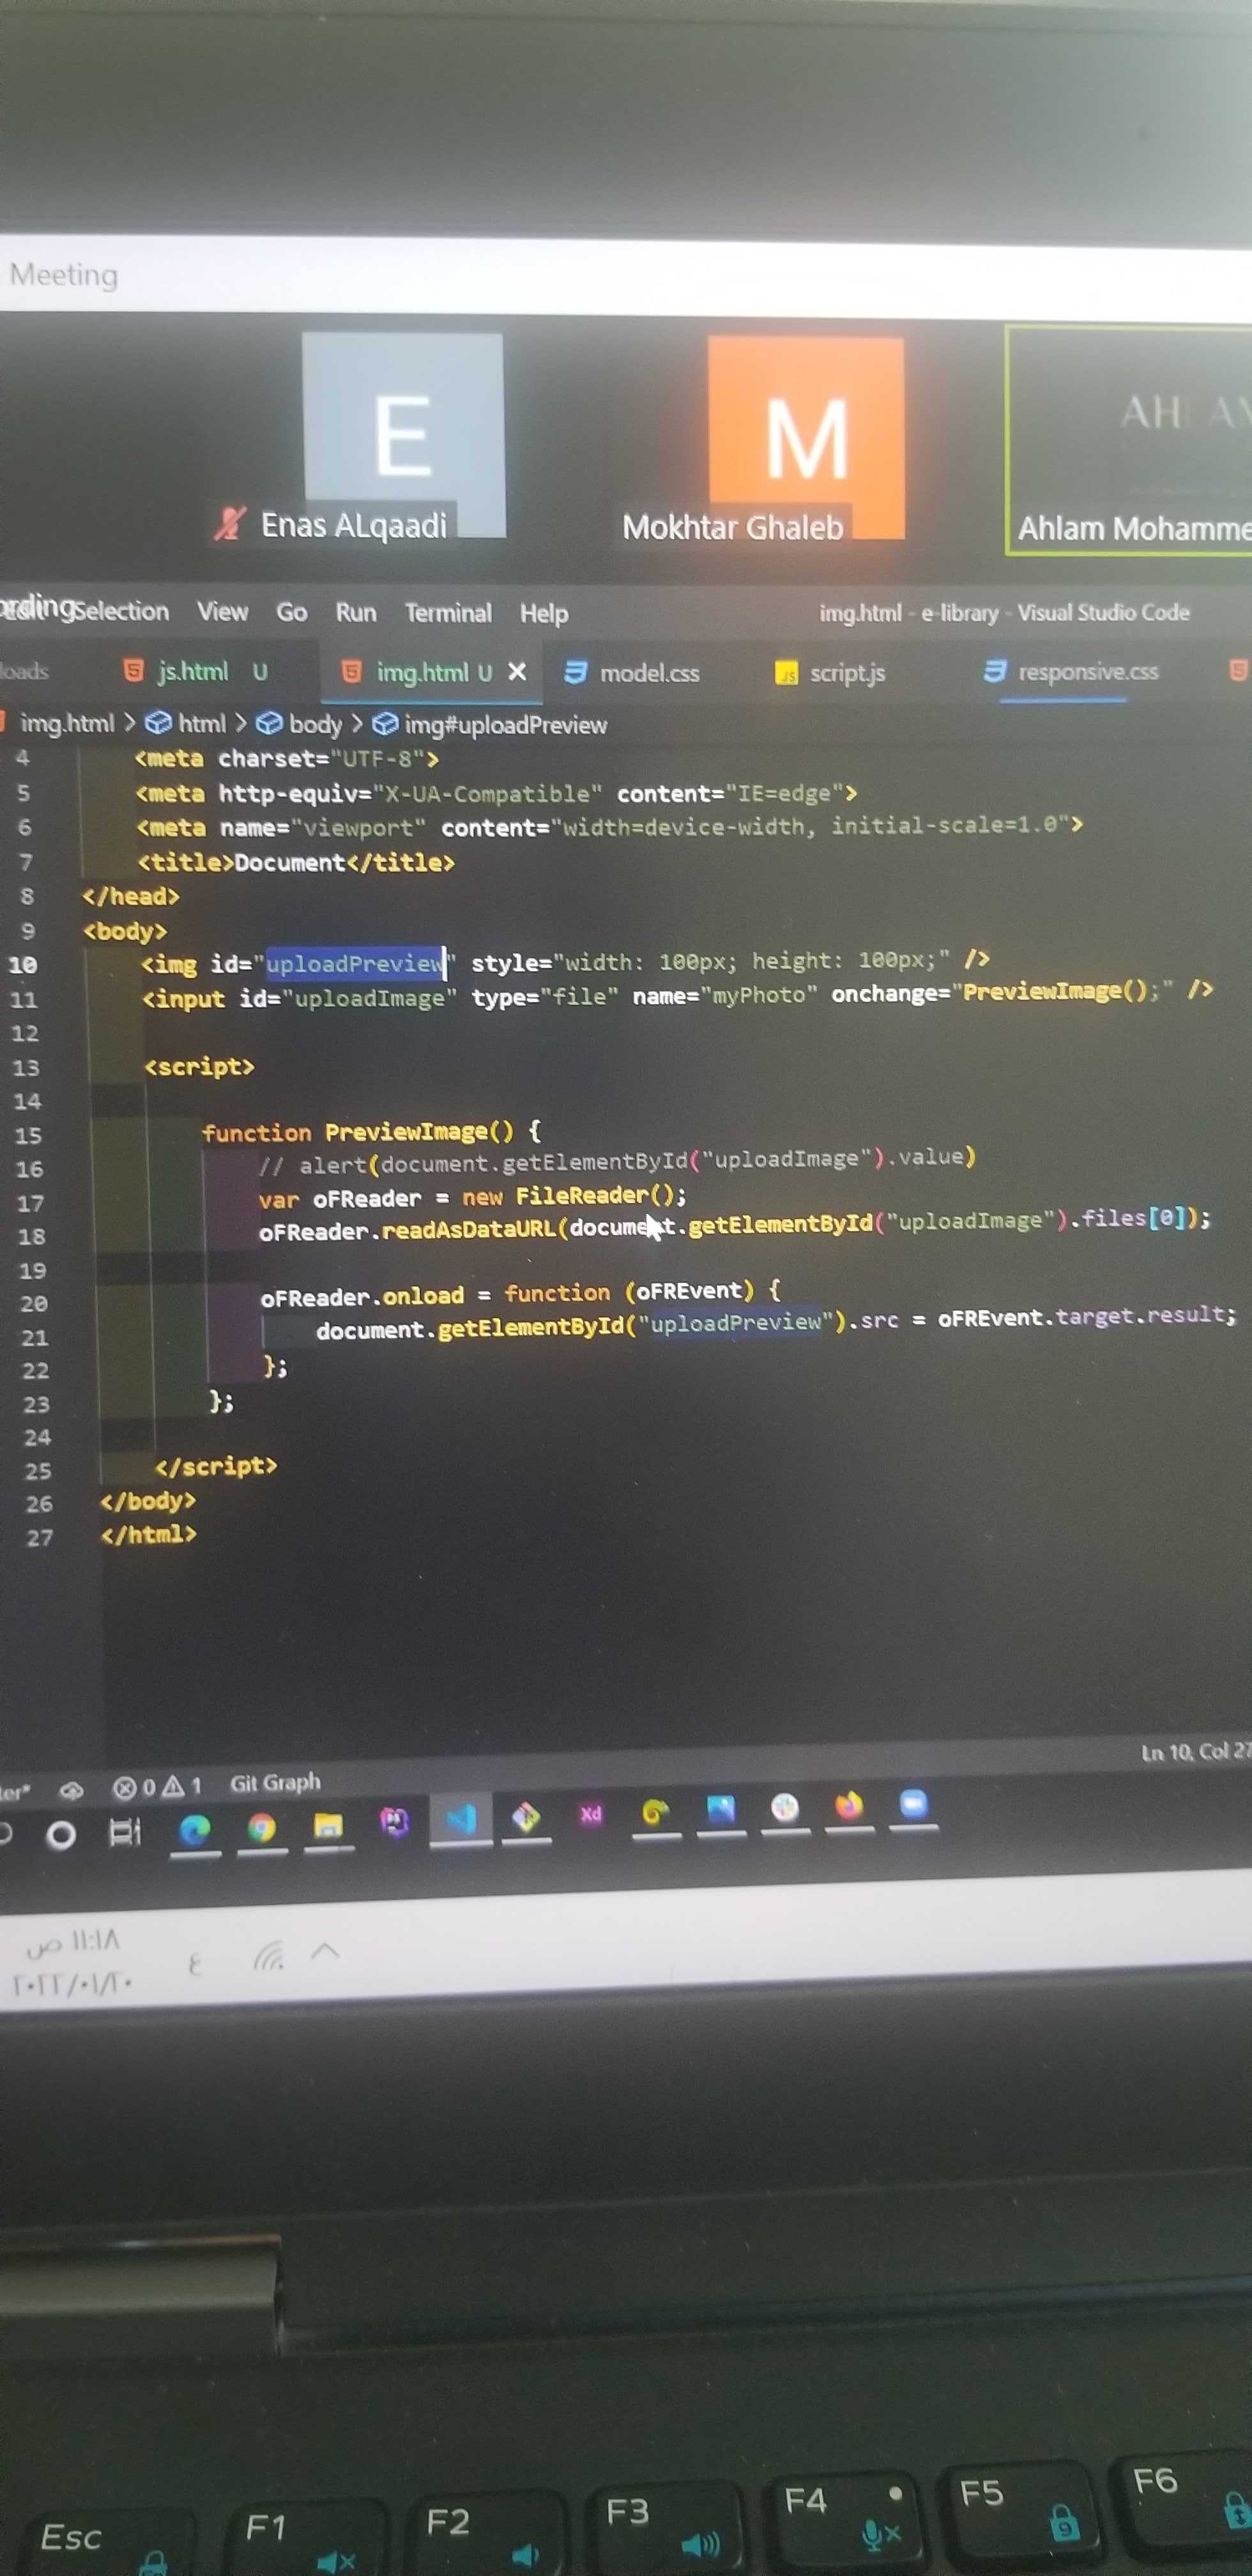 Meeting
E
M
AHLAM
Enas ALqaadi
Mokhtar Ghaleb
Ahlam Mohamme
Selection View Go Run Terminal Help img.html - e-library - Visual Studio Code
loads js.html U img.html U model.css JS script.js responsive.css
img.html > html > body > img#uploadPreview
4 <meta charset="UTF-8">
5 <meta http-equiv="X-UA-Compatible" content="IE=edge">
6 <meta name="viewport" content="width=device-width, initial-scale=1.0">
7 <title>Document</title>
8 </head>
9 <body>
10 <img id="uploadPreview" style="width: 100px; height: 100px;" />
11 <input id="uploadImage" type="file" name="myPhoto" onchange="PreviewImage();" />
12
13 <script>
14
15 function PreviewImage() {
16 // alert(document.getElementById("uploadImage").value)
17 var oFReader = new FileReader();
18 oFReader.readAsDataURL(document.getElementById("uploadImage").files[0]);
19
20 oFReader.onload = function (oFREvent) {
21 document.getElementById("uploadPreview").src = oFREvent.target.result;
22 };
23 };
24
25 </script>
26 </body>
27 </html>
Ln 10, Col 27
ter* 0 1 Git Graph
Xd
١١:١٨ ص
ع
٢٠٢٢/٠١/٢٠
Esc F1 F2 F3 F4 F5 F6
9